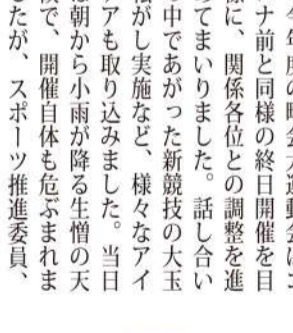 今年度の町会大運動会はコ
ナ前と同様の終日開催を目
様に、関係各位との調整を進
めてまいりました。話し合い
の中であがった新競技の大玉
転がし実施など、様々なアイ
アも取り込みました。当日
は朝から小雨が降る生憎の天
候で、開催自体も危ぶまれま
したが、スポーツ推進委員、